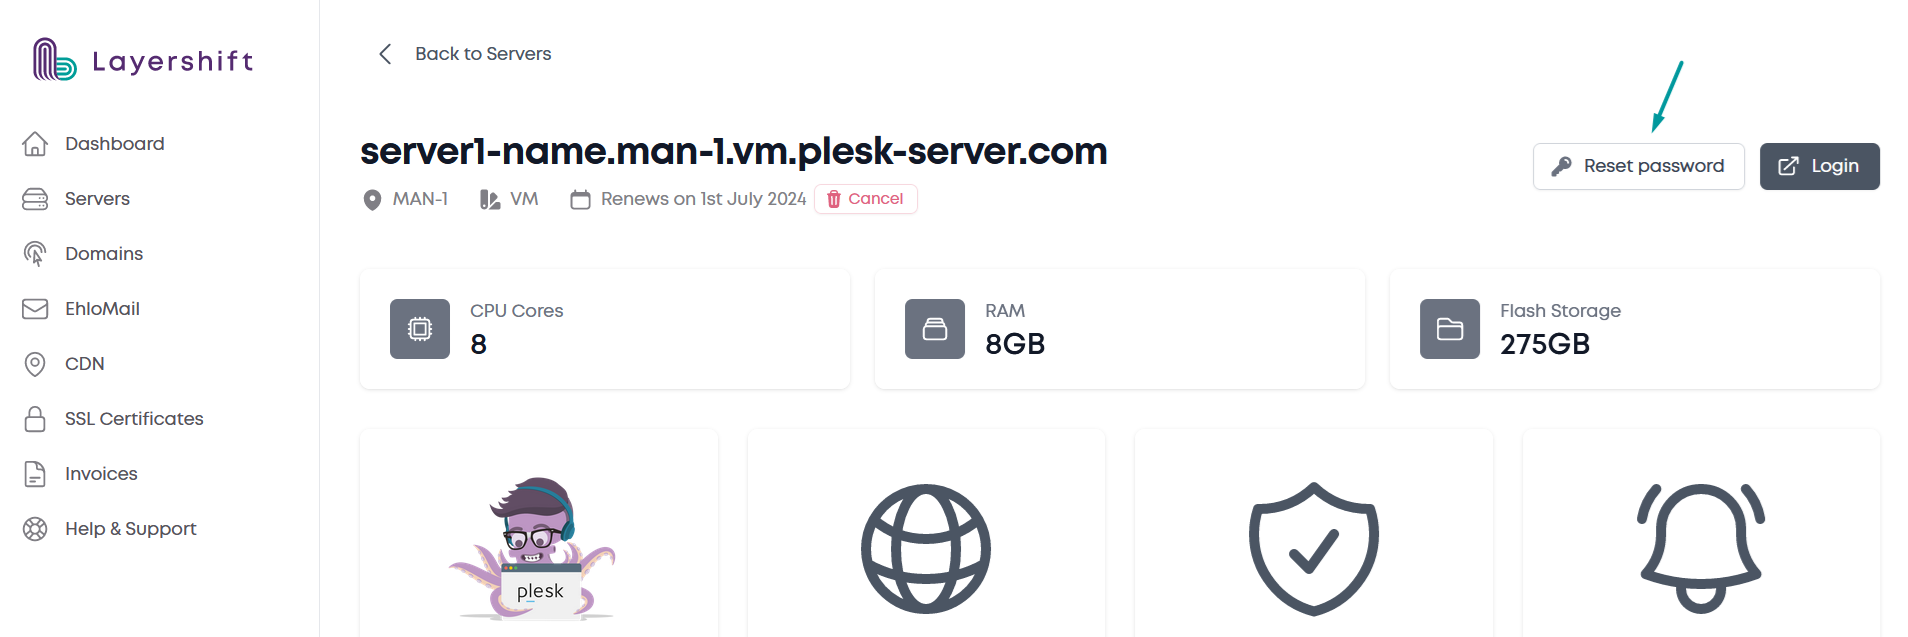 Layershift
Dashboard
Servers
Domains
EhloMail
CDN
SSL Certificates
Invoices
Help & Support
Back to Servers
server1-name.man-1.vm.plesk-server.com
MAN-1 VM Renews on 1st July 2024 Cancel
Reset password Login
CPU Cores
8
RAM
8GB
Flash Storage
275GB
plesk